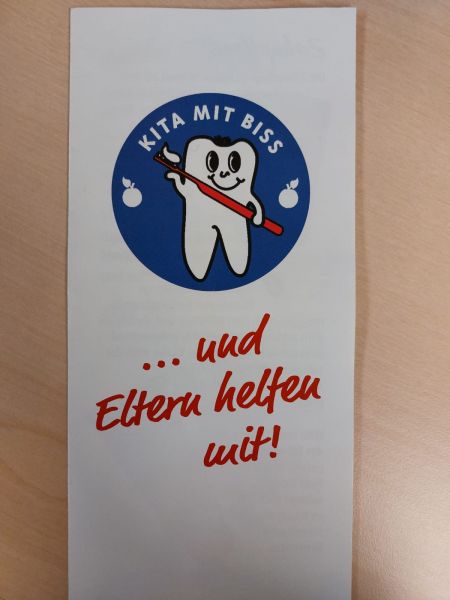 KITA MIT BISS
... und
Eltern helfen
mit!